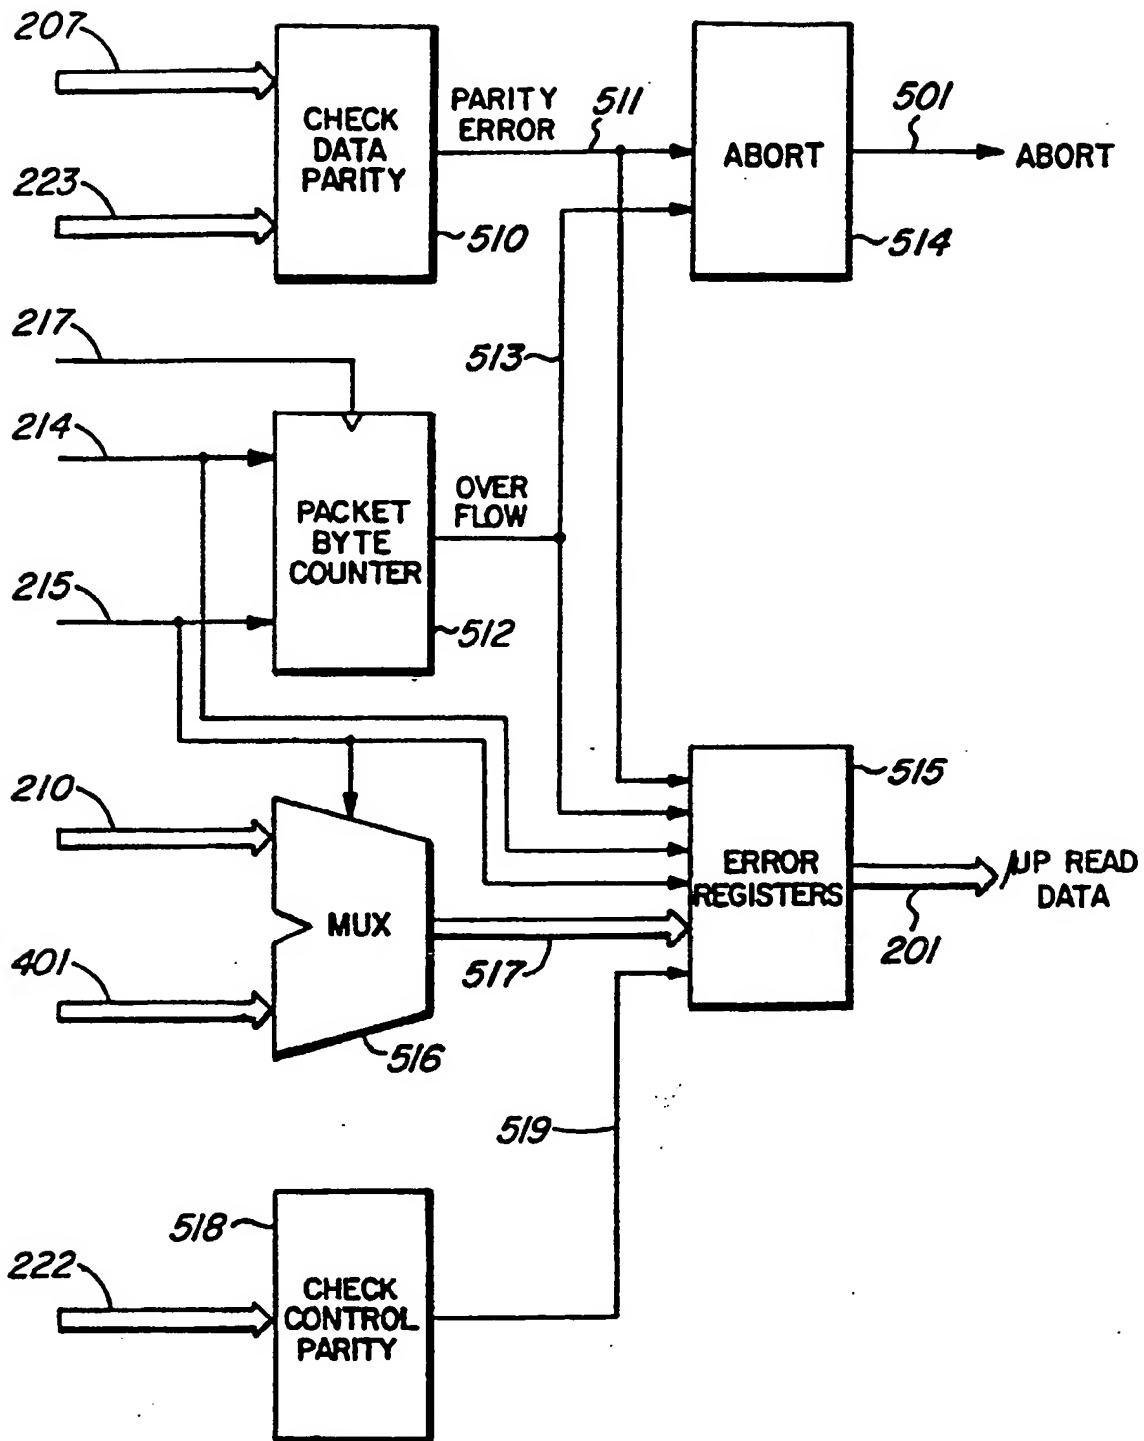 207
223
CHECK
DATA
PARITY
510
PARITY
ERROR
511
ABORT
514
501
ABORT
217
214
215
PACKET
BYTE
COUNTER
512
OVER
FLOW
513
210
401
MUX
516
517
ERROR
REGISTERS
515
μP READ
DATA
201
519
518
222
CHECK
CONTROL
PARITY